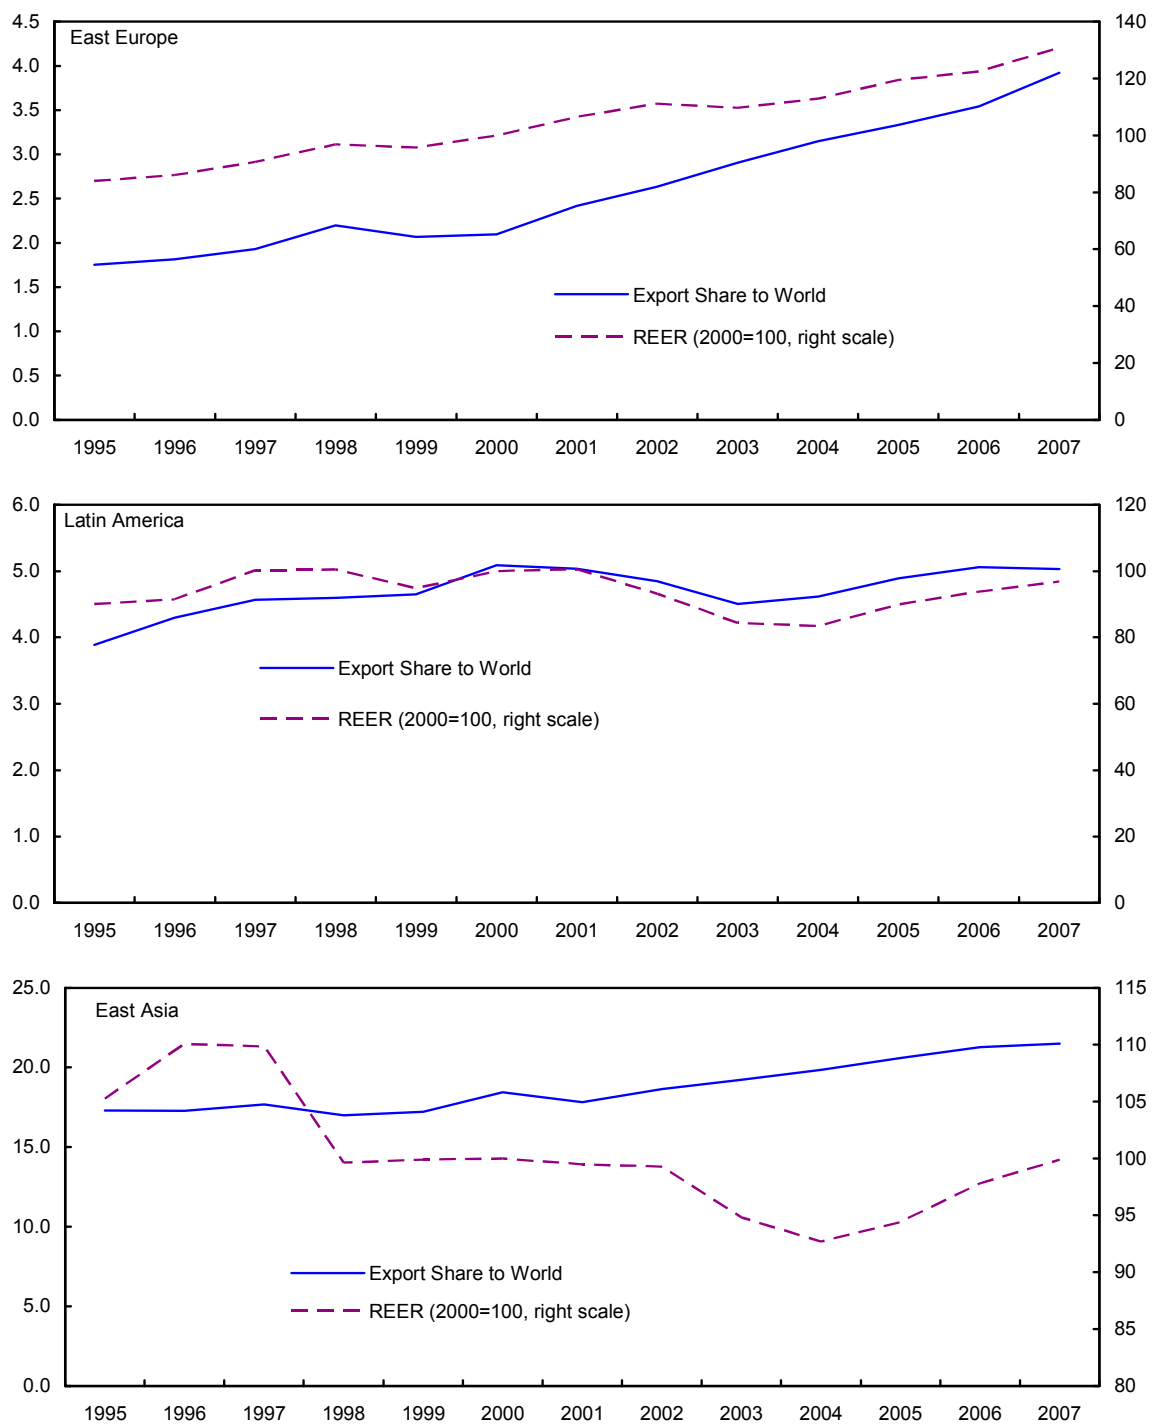 East Europe
4.5 140
4.0 120
3.5
3.0 100
2.5 80
2.0 60
1.5
Export Share to World
1.0 40
REER (2000=100, right scale)
0.5 20
0.0 0
1995 1996 1997 1998 1999 2000 2001 2002 2003 2004 2005 2006 2007
6.0 120
Latin America
5.0 100
4.0 80
Export Share to World
3.0 60
REER (2000=100, right scale)
2.0 40
1.0 20
0.0 0
1995 1996 1997 1998 1999 2000 2001 2002 2003 2004 2005 2006 2007
25.0 115
East Asia
110
20.0
105
15.0 100
10.0 95
Export Share to World
90
5.0
REER (2000=100, right scale)
85
0.0 80
1995 1996 1997 1998 1999 2000 2001 2002 2003 2004 2005 2006 2007